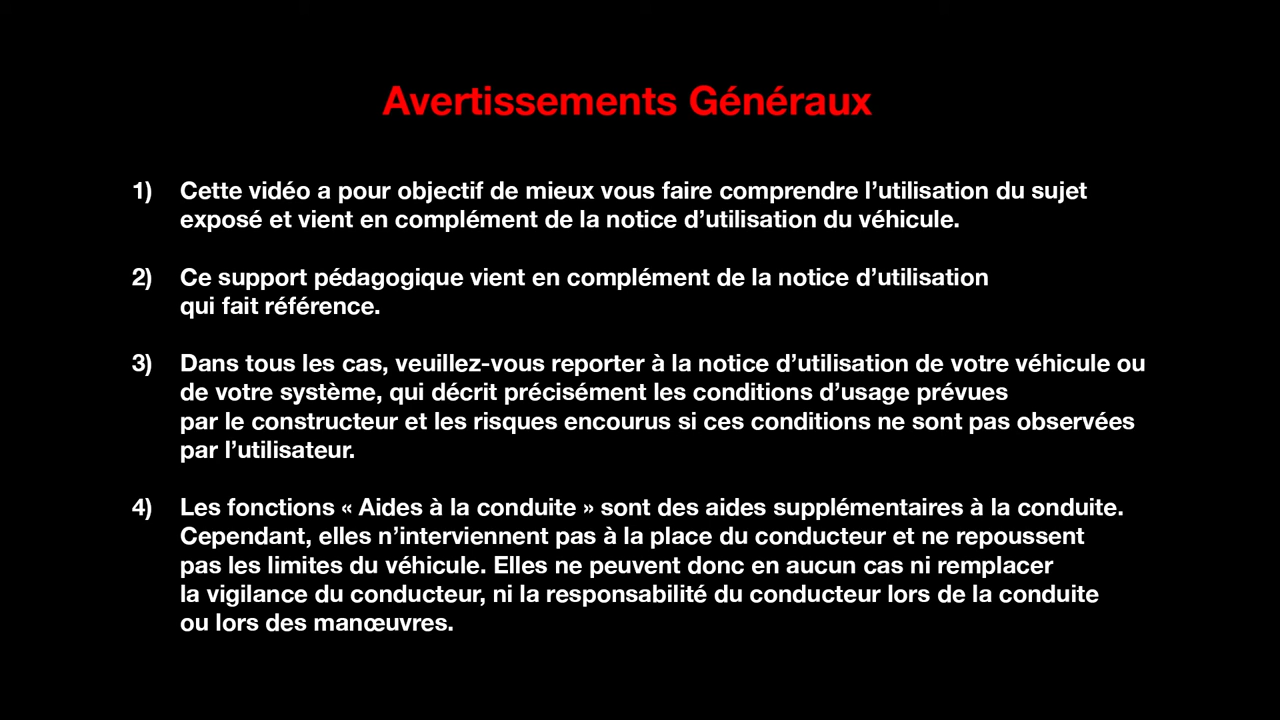 Avertissements Généraux
1) Cette vidéo a pour objectif de mieux vous faire comprendre l’utilisation du sujet
exposé et vient en complément de la notice d’utilisation du véhicule.
2) Ce support pédagogique vient en complément de la notice d’utilisation
qui fait référence.
3) Dans tous les cas, veuillez-vous reporter à la notice d’utilisation de votre véhicule ou
de votre système, qui décrit précisément les conditions d’usage prévues
par le constructeur et les risques encourus si ces conditions ne sont pas observées
par l’utilisateur.
4) Les fonctions « Aides à la conduite » sont des aides supplémentaires à la conduite.
Cependant, elles n’interviennent pas à la place du conducteur et ne repoussent
pas les limites du véhicule. Elles ne peuvent donc en aucun cas ni remplacer
la vigilance du conducteur, ni la responsabilité du conducteur lors de la conduite
ou lors des manœuvres.